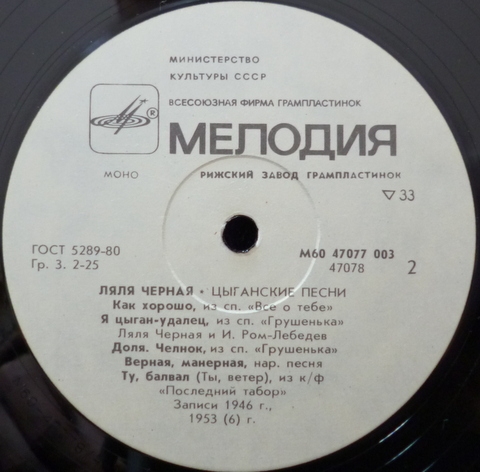 МИНИСТЕРСТВО
КУЛЬТУРЫ СССР
ВСЕСОЮЗНАЯ ФИРМА ГРАМПЛАСТИНОК
®
МЕЛОДИЯ
МОНО
РИЖСКИЙ ЗАВОД ГРАМПЛАСТИНОК
▽ 33
ГОСТ 5289-80
Гр. 3. 2-25
М60 47077 003
47078
2
ЛЯЛЯ ЧЕРНАЯ • ЦЫГАНСКИЕ ПЕСНИ
Как хорошо, из сп. «Все о тебе»
Я цыган-удалец, из сп. «Грушенька»
Ляля Черная и И. Ром-Лебедев
Доля. Челнок, из сп. «Грушенька»
Верная, манерная, нар. песня
Ту, балвал (Ты, ветер), из к/ф
«Последний табор»
Записи 1946 г.,
1953 (6) г.